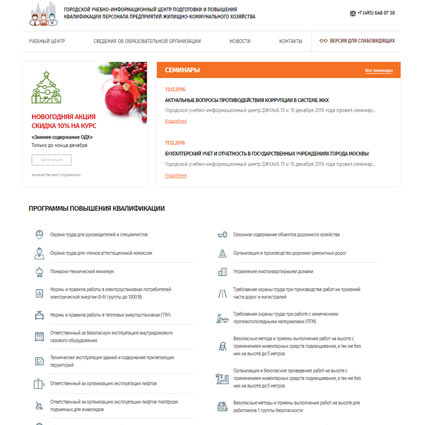 ГОРОДСКОЙ УЧЕБНО-ИНФОРМАЦИОННЫЙ ЦЕНТР ПОДГОТОВКИ И ПОВЫШЕНИЯ
КВАЛИФИКАЦИИ ПЕРСОНАЛА ПРЕДПРИЯТИЙ ЖИЛИЩНО-КОММУНАЛЬНОГО ХОЗЯЙСТВА
+7 (495) 648 07 30
УЧЕБНЫЙ ЦЕНТР
СВЕДЕНИЯ ОБ ОБРАЗОВАТЕЛЬНОЙ ОРГАНИЗАЦИИ
НОВОСТИ
КОНТАКТЫ
ВЕРСИЯ ДЛЯ СЛАБОВИДЯЩИХ
НОВОГОДНЯЯ АКЦИЯ
СКИДКА 10% НА КУРС
«Зимнее содержание ОДХ»
Только до конца декабря
Записаться
Количество мест ограничено
СЕМИНАРЫ
Все семинары
13.12.2016
АКТУАЛЬНЫЕ ВОПРОСЫ ПРОТИВОДЕЙСТВИЯ КОРРУПЦИИ В СИСТЕМЕ ЖКХ
Городской учебно-информационный центр ДЖКХиБ 13 и 15 декабря 2016 года провел семинар...
Подробнее
13.12.2016
БУХГАЛТЕРСКИЙ УЧЕТ И ОТЧЕТНОСТЬ В ГОСУДАРСТВЕННЫХ УЧРЕЖДЕНИЯХ ГОРОДА МОСКВЫ
Городской учебно-информационный центр ДЖКХиБ 13 и 15 декабря 2016 года провел семинар...
Подробнее
ПРОГРАММЫ ПОВЫШЕНИЯ КВАЛИФИКАЦИИ
Охрана труда для руководителей и специалистов
Охрана труда для членов аттестационной комиссии
Пожарно-технический минимум
Нормы и правила работы в электроустановках потребителей
электрической энергии (II-IV группы до 1000 В)
Нормы и правила работы в тепловых энергоустановках (ТЭУ)
Ответственный за безопасную эксплуатацию внутридомового
газового оборудования
Техническая эксплуатация зданий и содержание прилегающих
территорий
Ответственный за организацию эксплуатации лифтов
Ответственный за организацию эксплуатации лифтов платформ
подъемных для инвалидов
Сезонное содержание объектов дорожного хозяйства
Организация и производство дорожно-ремонтных работ
Управление многоквартирными домами
Требования охраны труда при производстве работ на проезжей
части дорог и магистралей
Требования охраны труда при работе с химическими
противогололедными материалами (ПГМ)
Безопасные методы и приемы выполнения работ на высоте с
применением инвентарных средств подмащивания, а так же без
них на высоте до 5 метров
Организация и безопасное проведение работ на высоте с
применением инвентарных средств подмащивания, а так же без
них на высоте до 5 метров
Безопасные методы и приемы выполнения работ на высоте для
работников 1 группы безопасности